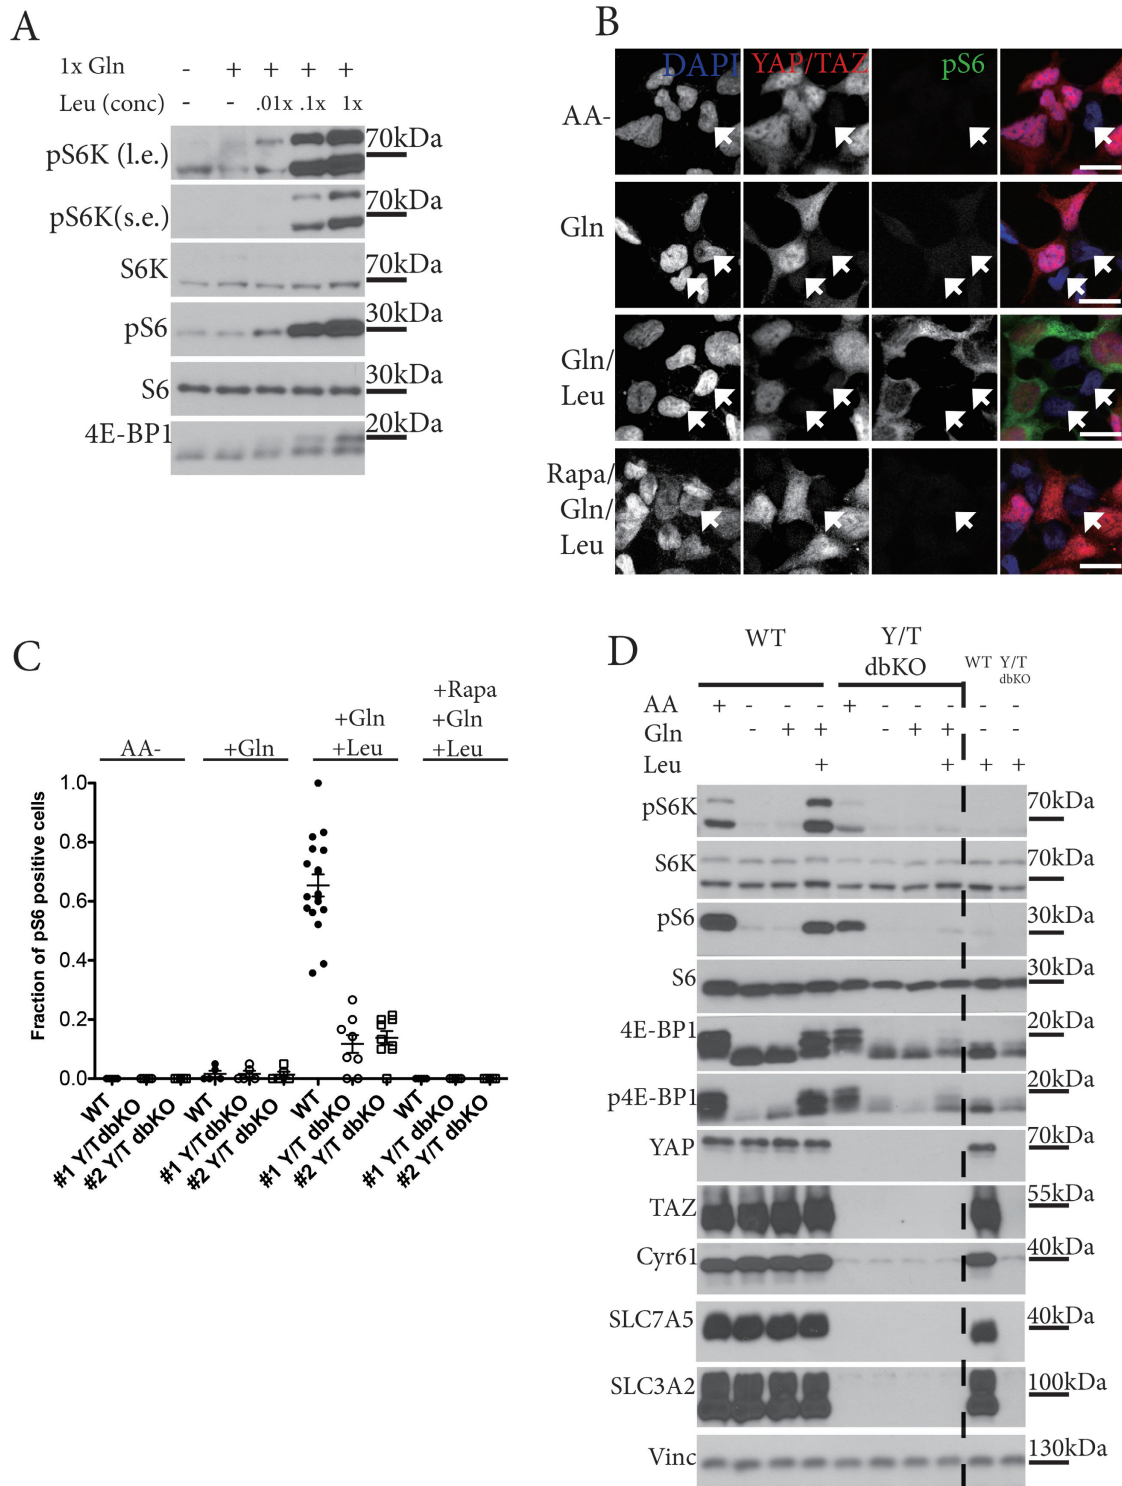 A
1x Gln - + + + +
Leu (conc) - - .01x .1x 1x
pS6K (l.e.) 70kDa
pS6K(s.e.) 70kDa
S6K 70kDa
pS6 30kDa
S6 30kDa
4E-BP1 20kDa
B
DAPI YAP/TAZ pS6
AA-
Gln
Gln/
Leu
Rapa/
Gln/
Leu
C
+Rapa
+Gln +Gln
AA- +Gln +Leu +Leu
Fraction of pS6 positive cells
1.0
0.8
0.6
0.4
0.2
0.0
WT #1 Y/TdbKO #2 Y/T dbKO WT #1 Y/TdbKO #2 Y/T dbKO WT #1 Y/T dbKO #2 Y/T dbKO WT #1 Y/T dbKO #2 Y/T dbKO
D
WT Y/T dbKO WT Y/T dbKO
AA + - - - + - - - - -
Gln - + + - + + - -
Leu + + + +
pS6K 70kDa
S6K 70kDa
pS6 30kDa
S6 30kDa
4E-BP1 20kDa
p4E-BP1 20kDa
YAP 70kDa
TAZ 55kDa
Cyr61 40kDa
SLC7A5 40kDa
SLC3A2 100kDa
Vinc 130kDa